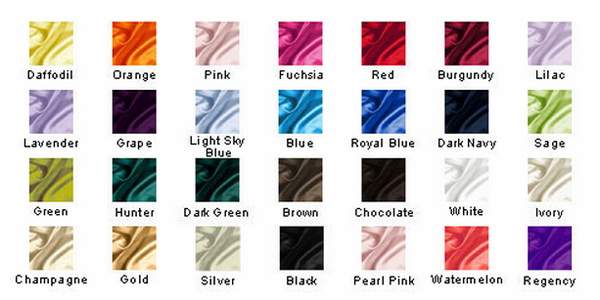 Daffodil Orange Pink Fuchsia Red Burgundy Lilac
Lavender Grape Light Sky Blue Blue Royal Blue Dark Navy Sage
Green Hunter Dark Green Brown Chocolate White Ivory
Champagne Gold Silver Black Pearl Pink Watermelon Regency